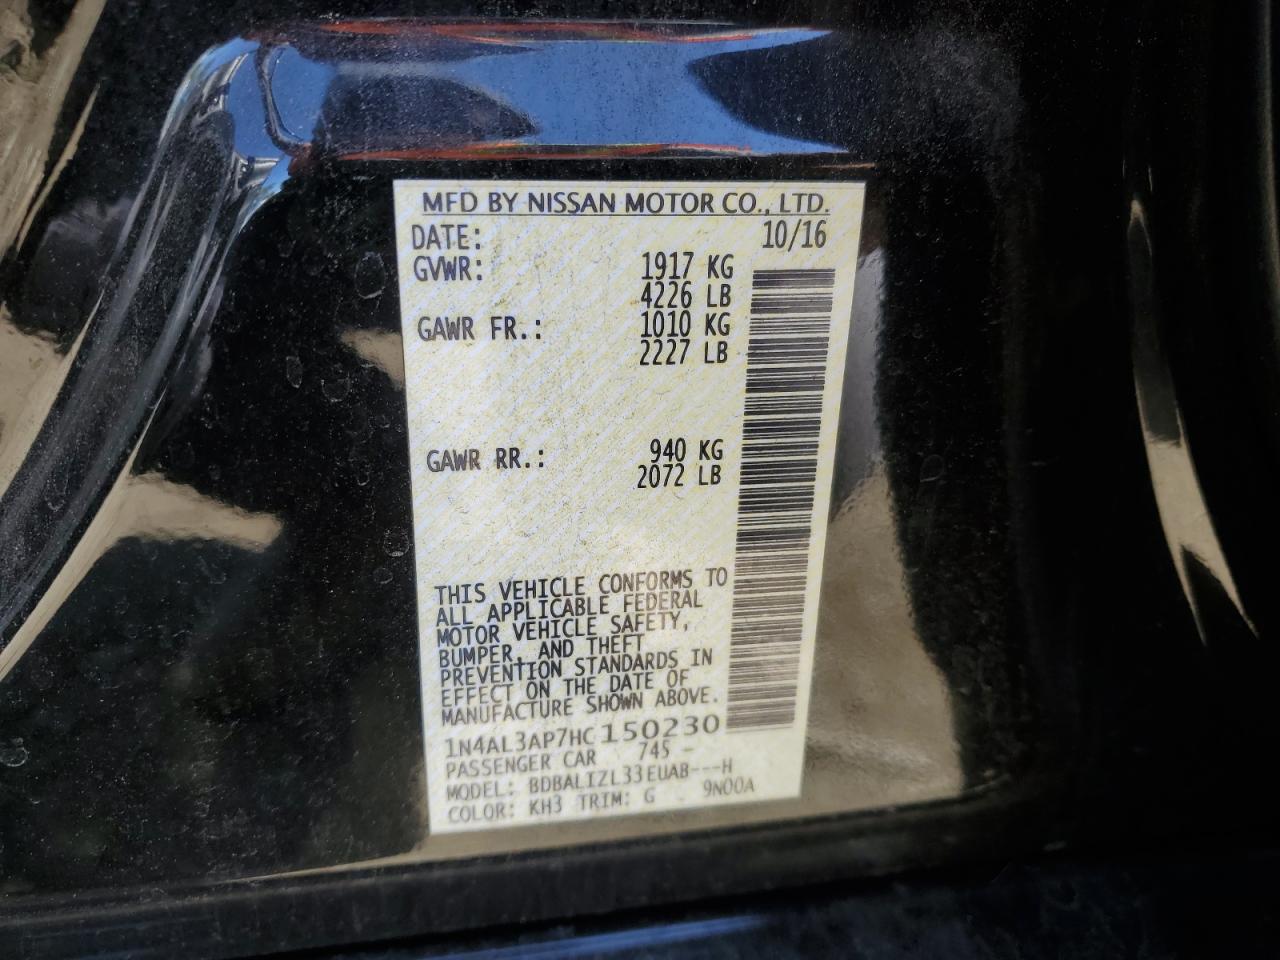 MFD BY NISSAN MOTOR CO., LTD.
DATE: 10/16
GVWR: 1917 KG
4226 LB
GAWR FR.: 1010 KG
2227 LB
GAWR RR.: 940 KG
2072 LB
THIS VEHICLE CONFORMS TO
ALL APPLICABLE FEDERAL
MOTOR VEHICLE SAFETY,
BUMPER, AND THEFT
PREVENTION STANDARDS IN
EFFECT ON THE DATE OF
MANUFACTURE SHOWN ABOVE.
1N4AL3AP7HC150230
PASSENGER CAR 745 -
MODEL: BDBALIZL33EUAB---H
COLOR: KH3 TRIM: G 9N00A